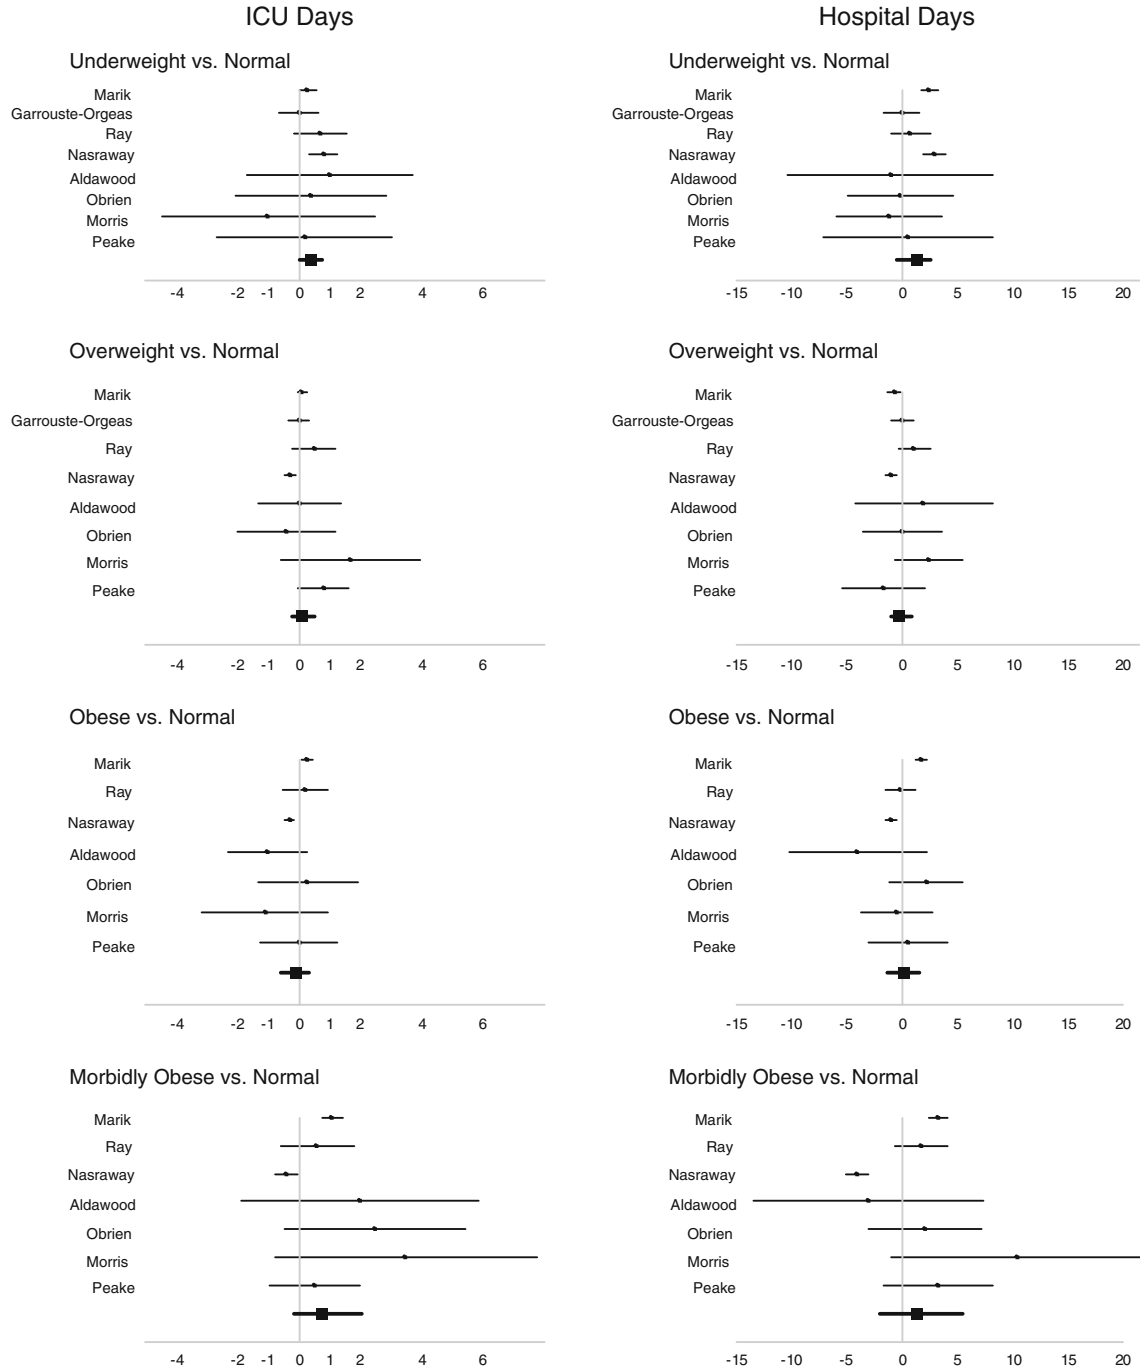 ICU Days
Underweight vs. Normal
Marik
Garrouste-Orgeas
Ray
Nasraway
Aldawood
Obrien
Morris
Peake
-4 -2 -1 0 1 2 4 6
Overweight vs. Normal
Marik
Garrouste-Orgeas
Ray
Nasraway
Aldawood
Obrien
Morris
Peake
-4 -2 -1 0 1 2 4 6
Obese vs. Normal
Marik
Ray
Nasraway
Aldawood
Obrien
Morris
Peake
-4 -2 -1 0 1 2 4 6
Morbidly Obese vs. Normal
Marik
Ray
Nasraway
Aldawood
Obrien
Morris
Peake
-4 -2 -1 0 1 2 4 6
Hospital Days
Underweight vs. Normal
Marik
Garrouste-Orgeas
Ray
Nasraway
Aldawood
Obrien
Morris
Peake
-15 -10 -5 0 5 10 15 20
Overweight vs. Normal
Marik
Garrouste-Orgeas
Ray
Nasraway
Aldawood
Obrien
Morris
Peake
-15 -10 -5 0 5 10 15 20
Obese vs. Normal
Marik
Ray
Nasraway
Aldawood
Obrien
Morris
Peake
-15 -10 -5 0 5 10 15 20
Morbidly Obese vs. Normal
Marik
Ray
Nasraway
Aldawood
Obrien
Morris
Peake
-15 -10 -5 0 5 10 15 20